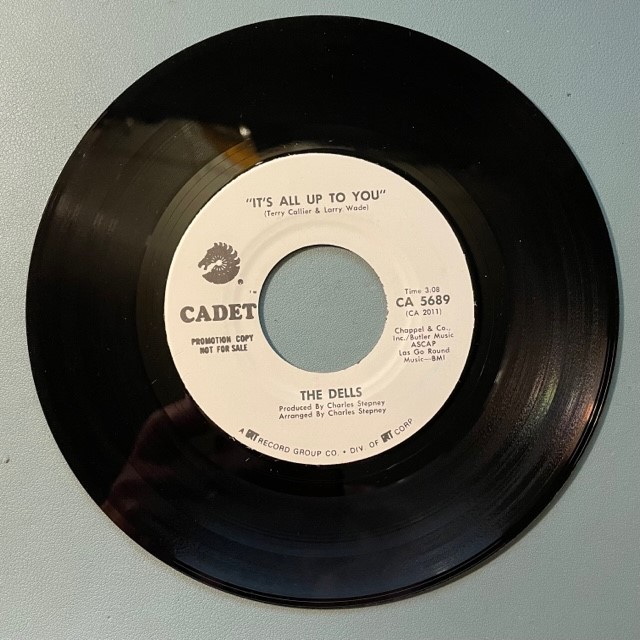 "IT'S ALL UP TO YOU"
(Terry Callier & Larry Wade)
®
™
CADET
PROMOTION COPY
NOT FOR SALE
Time 3.08
CA 5689
(CA 2011)
Chappel & Co.,
Inc./Butler Music
ASCAP
Las Go Round
Music—BMI
THE DELLS
Produced By Charles Stepney
Arranged By Charles Stepney
A GRT RECORD GROUP CO. • DIV. OF GRT CORP